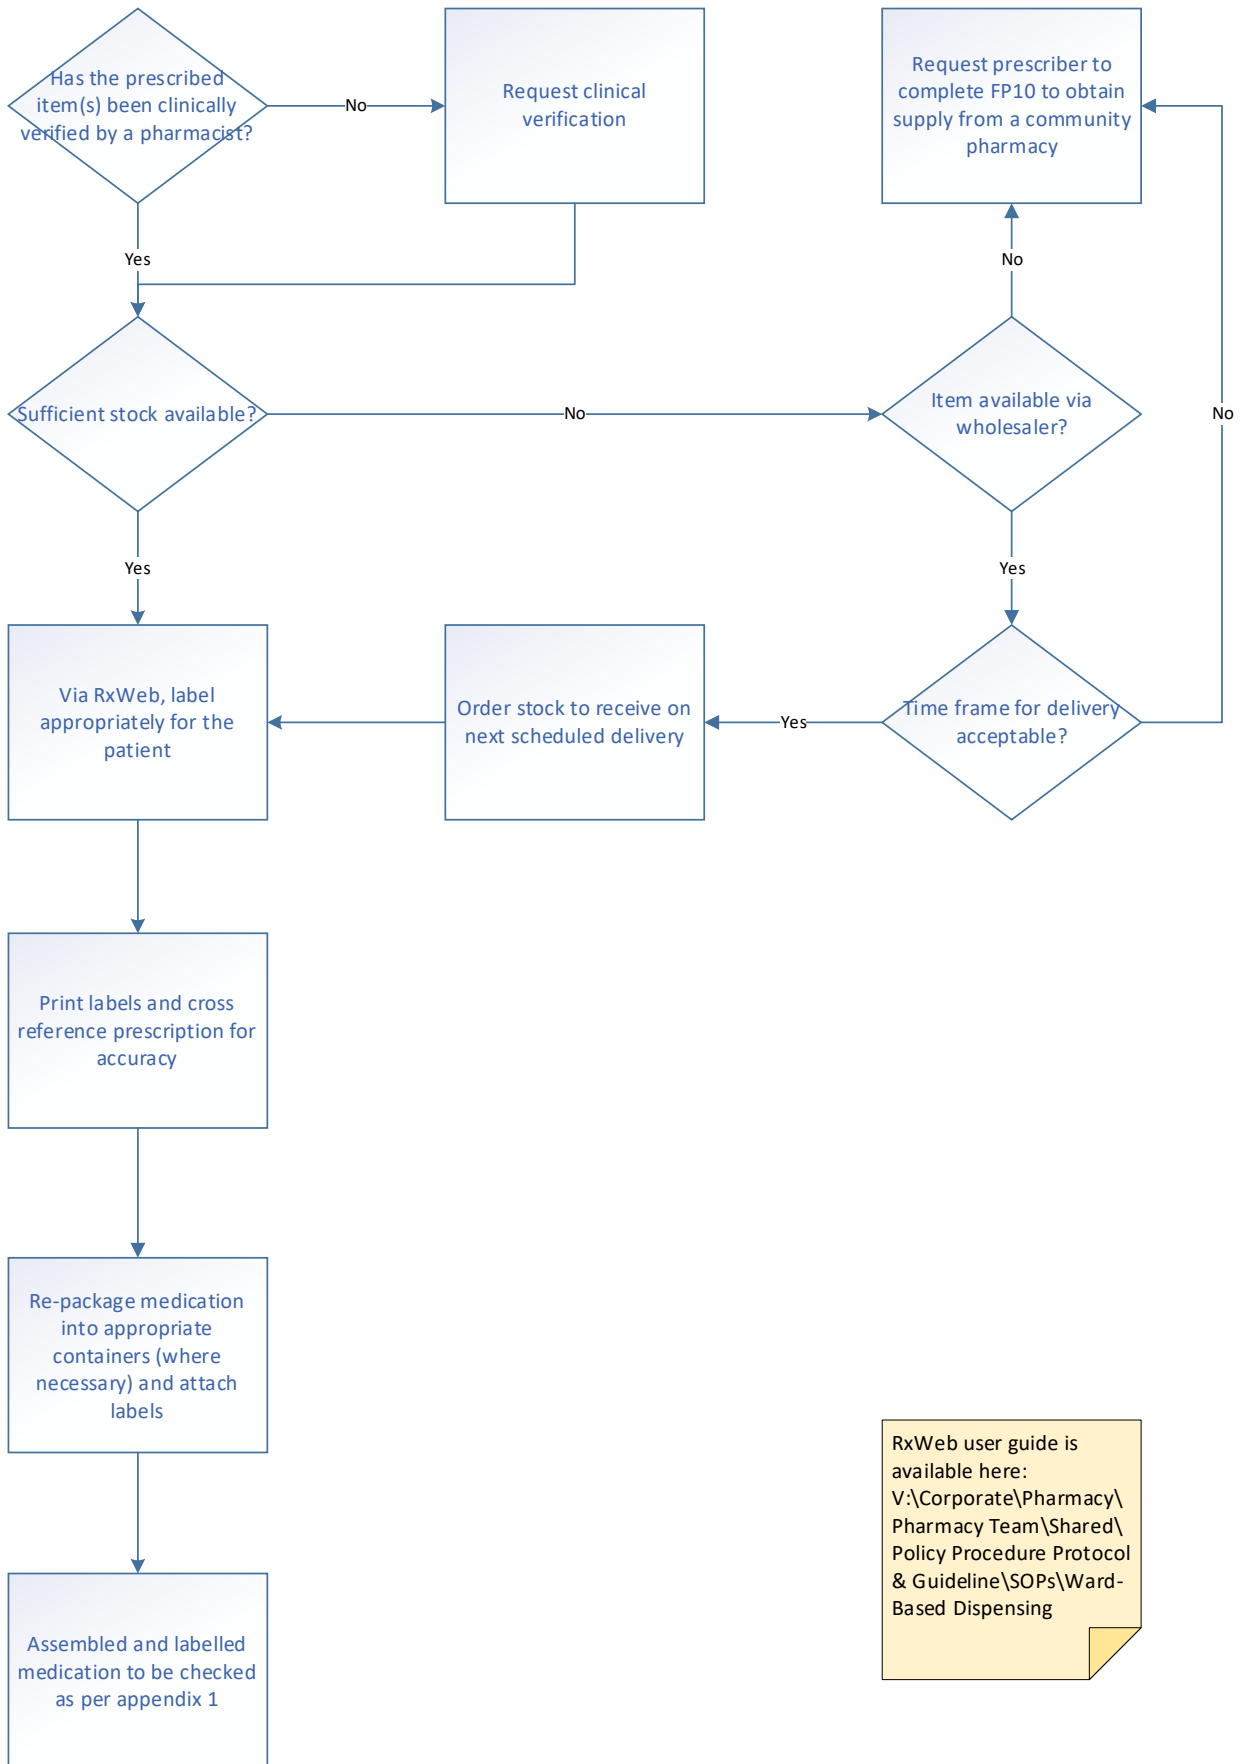 Has the prescribed
item(s) been clinically
verified by a pharmacist?
No
Request clinical
verification
Request prescriber to
complete FP10 to obtain
supply from a community
pharmacy
Yes
No
Sufficient stock available?
No
Item available via
wholesaler?
No
Yes
Yes
Via RxWeb, label
appropriately for the
patient
Order stock to receive on
next scheduled delivery
Yes
Time frame for delivery
acceptable?
Print labels and cross
reference prescription for
accuracy
Re-package medication
into appropriate
containers (where
necessary) and attach
labels
RxWeb user guide is
available here:
V:\Corporate\Pharmacy\
Pharmacy Team\Shared\
Policy Procedure Protocol
& Guideline\SOPs\Ward-
Based Dispensing
Assembled and labelled
medication to be checked
as per appendix 1